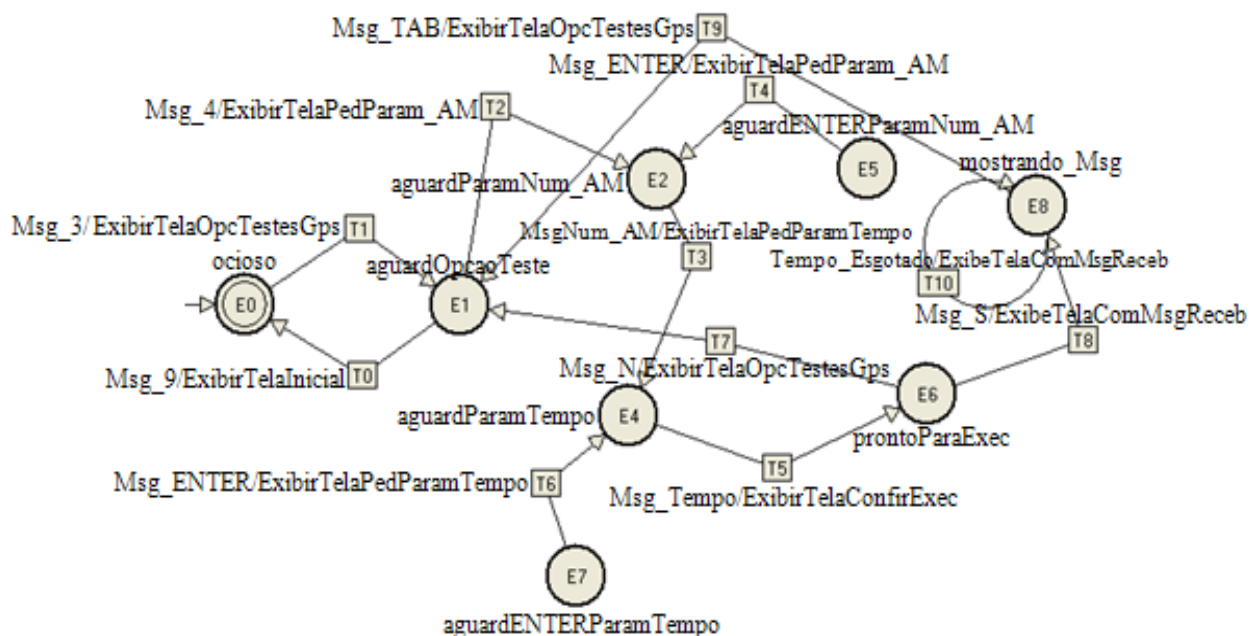 Msg_TAB/ExibirTelaOpcTestesGps T9
Msg_ENTER/ExibirTelaPedParam_AM
T4
Msg_4/ExibirTelaPedParam_AM T2
aguardENTERParamNum_AM
E5
mostrando_Msg
E2
aguardParamNum_AM
E8
Msg_3/ExibirTelaOpcTestesGps T1
MsgNum_AM/ExibirTelaPedParamTempo
T3
ocioso
aguardOpcaoTeste
Tempo_Esgotado/ExibeTelaComMsgReceb
T10
E0
E1
Msg_S/ExibeTelaComMsgReceb
T8
T7
Msg_9/ExibirTelaInicial T0
Msg_N/ExibirTelaOpcTestesGps
E6
aguardParamTempo E4
prontoParaExec
T5
Msg_ENTER/ExibirTelaPedParamTempo T6
Msg_Tempo/ExibirTelaConfirExec
E7
aguardENTERParamTempo